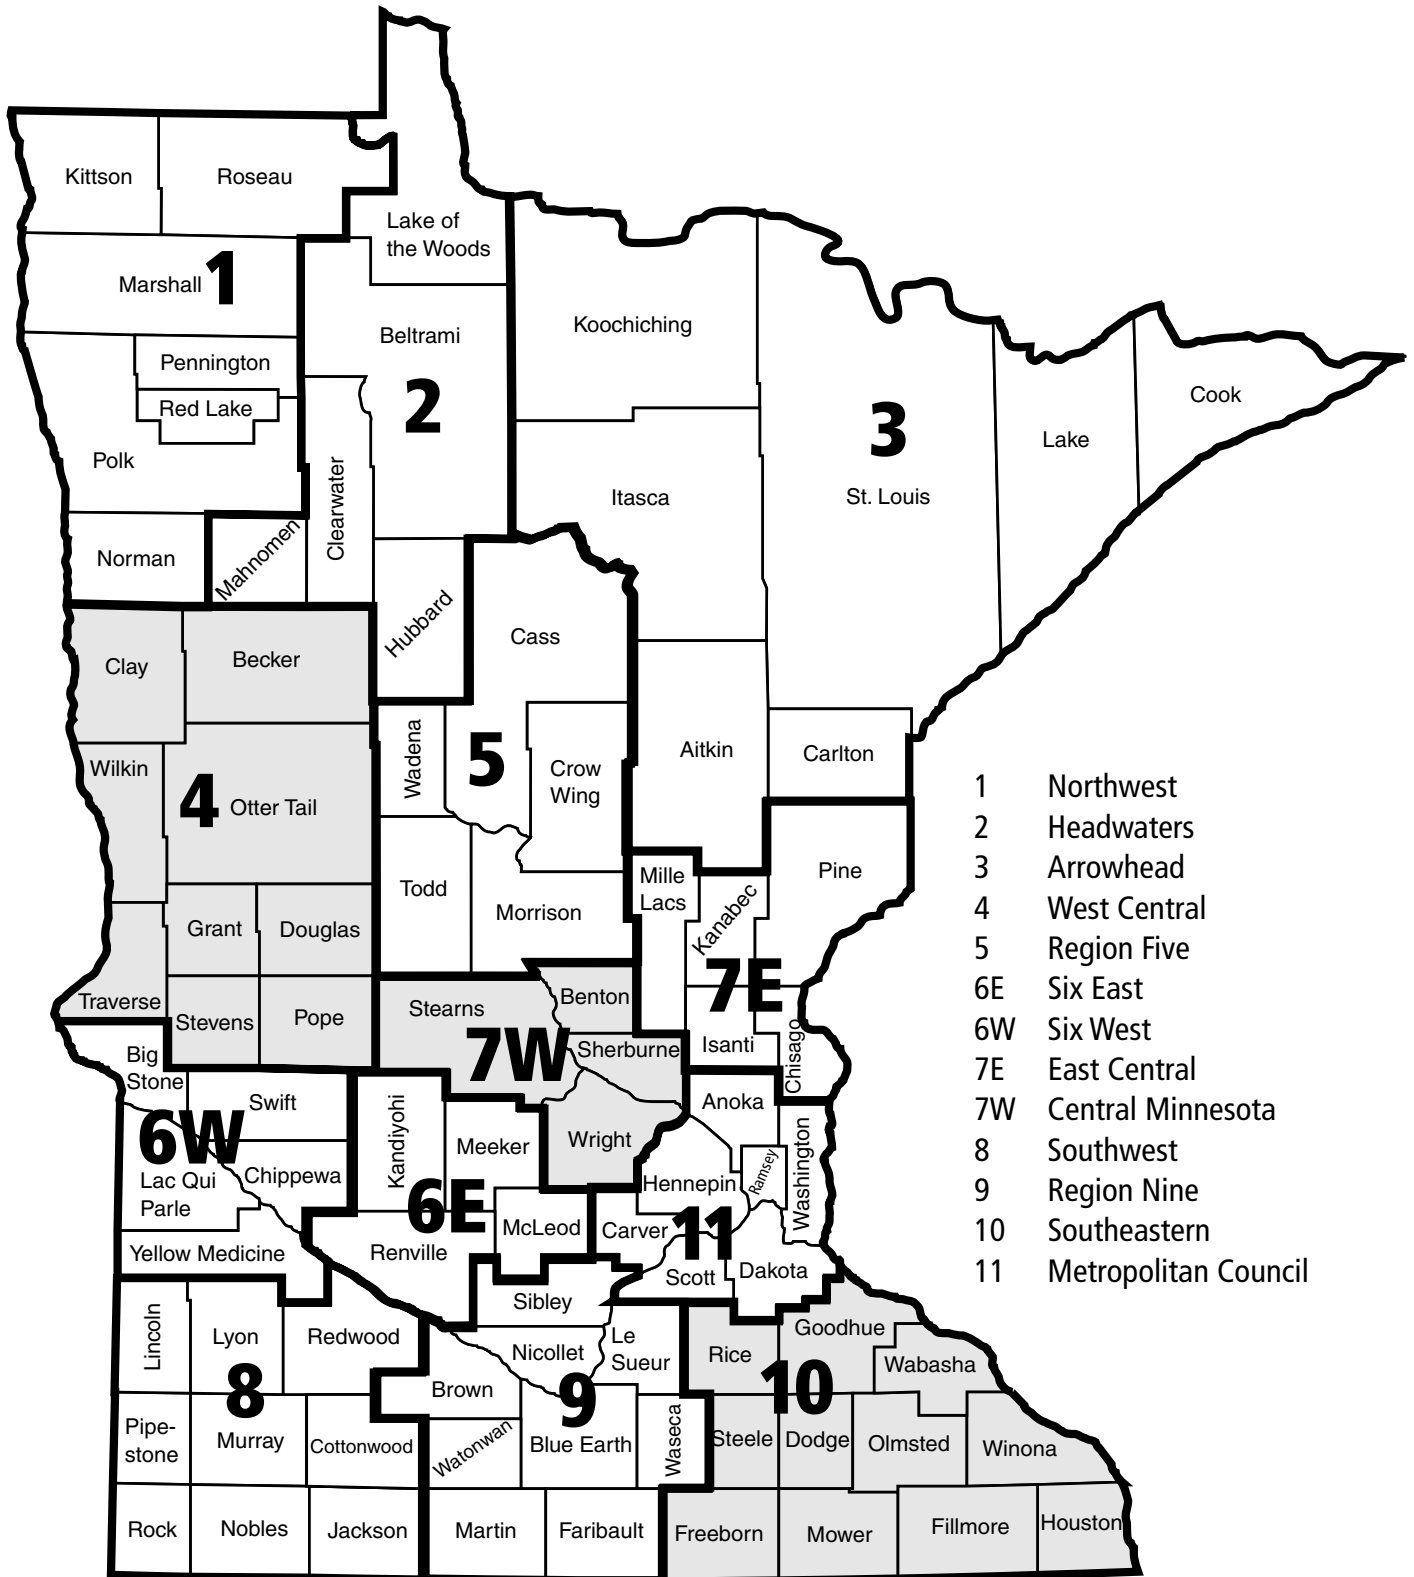 Kittson
Roseau
Lake of
the Woods
Marshall
1
Koochiching
Beltrami
Pennington
Red Lake
2
3
Cook
Lake
Polk
Clearwater
Itasca
St. Louis
Norman
Mahnomen
Hubbard
Cass
Clay
Becker
Wadena
5
Crow
Wing
Aitkin
Carlton
Wilkin
4
Otter Tail
Todd
Morrison
Mille
Lacs
Kanabec
Pine
Grant
Douglas
7E
Traverse
Stevens
Pope
Stearns
Benton
7W
Sherburne
Isanti
Chisago
Big
Stone
Swift
6W
Kandiyohi
Meeker
Wright
Anoka
Ramsey
Washington
Lac Qui
Parle
Chippewa
6E
McLeod
Hennepin
Carver
11
Yellow Medicine
Renville
Scott
Dakota
Sibley
Lincoln
Lyon
Redwood
Nicollet
Le
Sueur
Rice
Goodhue
Wabasha
8
Brown
9
10
Pipe-
stone
Murray
Cottonwood
Watonwan
Blue Earth
Waseca
Steele
Dodge
Olmsted
Winona
Rock
Nobles
Jackson
Martin
Faribault
Freeborn
Mower
Fillmore
Houston
1 Northwest
2 Headwaters
3 Arrowhead
4 West Central
5 Region Five
6E Six East
6W Six West
7E East Central
7W Central Minnesota
8 Southwest
9 Region Nine
10 Southeastern
11 Metropolitan Council